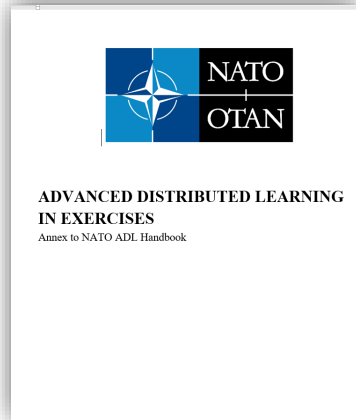 NATO
OTAN
ADVANCED DISTRIBUTED LEARNING
IN EXERCISES
Annex to NATO ADL Handbook